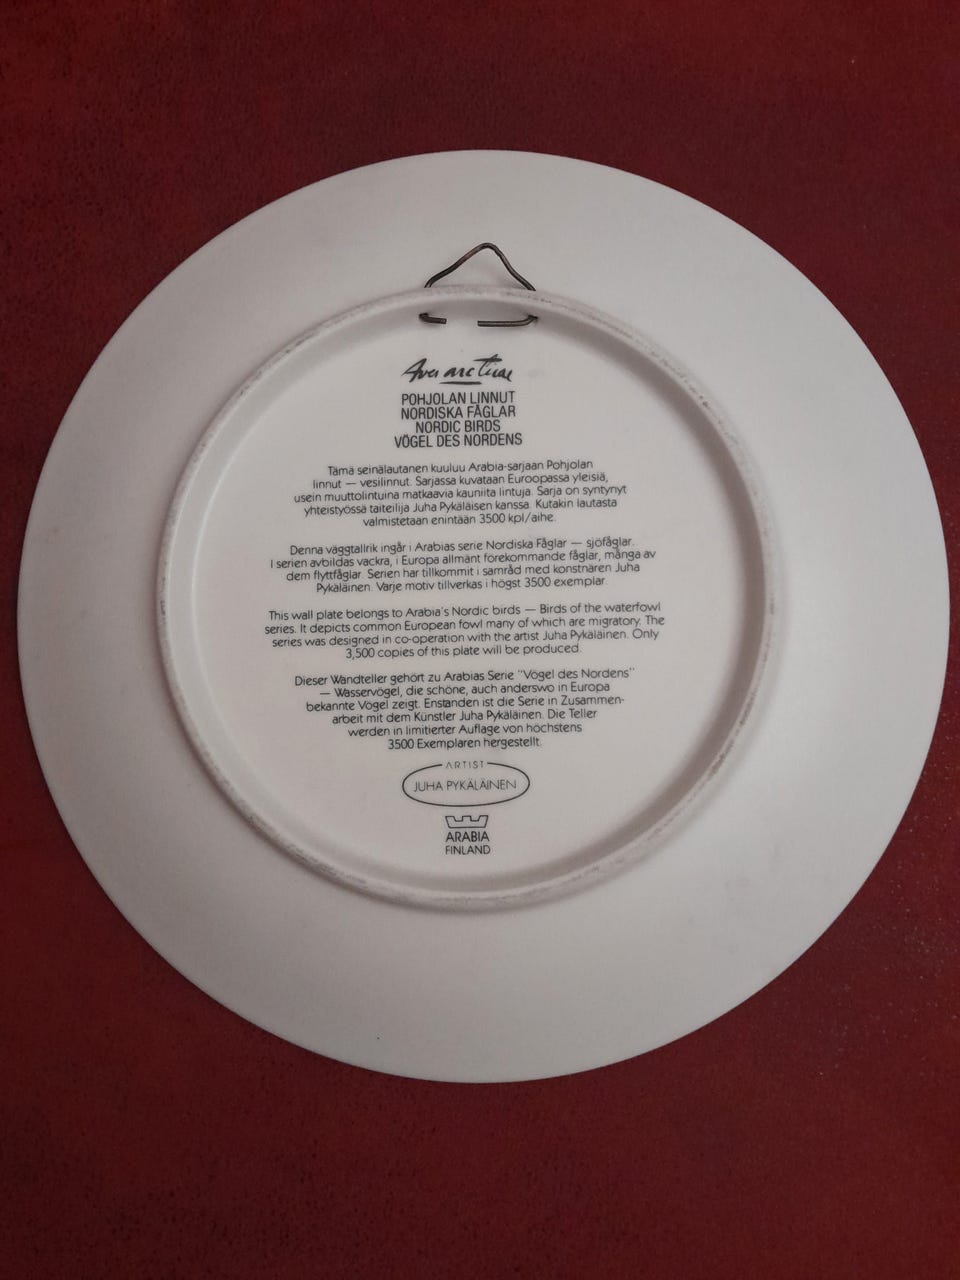 Aves arcticae
POHJOLAN LINNUT
NORDISKA FÅGLAR
NORDIC BIRDS
VÖGEL DES NORDENS
Tämä seinälautanen kuuluu Arabia-sarjaan Pohjolan
linnut — vesilinnut. Sarjassa kuvataan Euroopassa yleisiä,
usein muuttolintuina matkaavia kauniita lintuja. Sarja on syntynyt
yhteistyössä taiteilija Juha Pykäläisen kanssa. Kutakin lautasta
valmistetaan enintään 3500 kpl/aihe.
Denna väggtallrik ingår i Arabias serie Nordiska Fåglar — sjöfåglar.
I serien avbildas vackra, i Europa allmänt förekommande fåglar, många av
dem flyttfåglar. Serien har tillkommit i samråd med konstnären Juha
Pykäläinen. Varje motiv tillverkas i högst 3500 exemplar.
This wall plate belongs to Arabia's Nordic birds — Birds of the waterfowl
series. It depicts common European fowl many of which are migratory. The
series was designed in co-operation with the artist Juha Pykäläinen. Only
3,500 copies of this plate will be produced.
Dieser Wandteller gehört zu Arabias Serie "Vögel des Nordens"
— Wasservögel, die schöne, auch anderswo in Europa
bekannte Vögel zeigt. Enstanden ist die Serie in Zusammen-
arbeit mit dem Künstler Juha Pykäläinen. Die Teller
werden in limitierter Auflage von höchstens
3500 Exemplaren hergestellt.
ARTIST
JUHA PYKÄLÄINEN
ARABIA
FINLAND